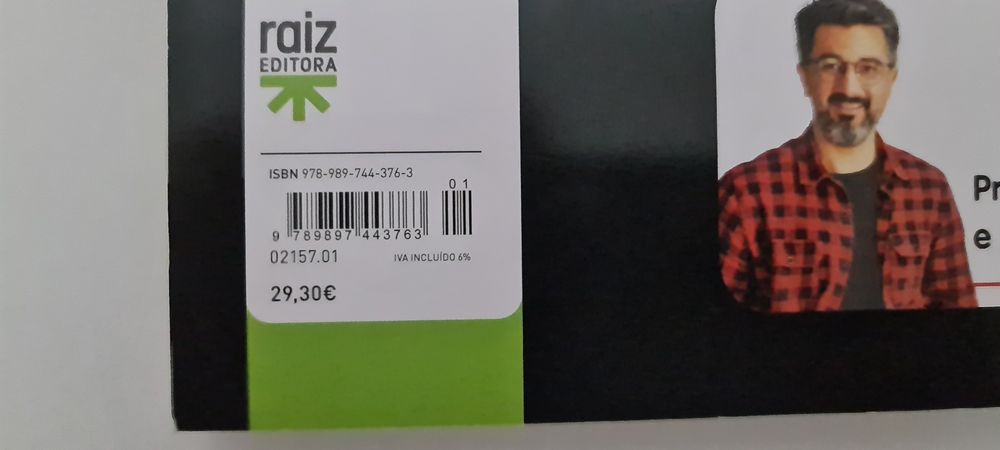 raiz
EDITORA
ISBN 978-989-744-376-3
01
9 789897 443763
02157.01 IVA INCLUÍDO 6%
29,30€
Pr
e